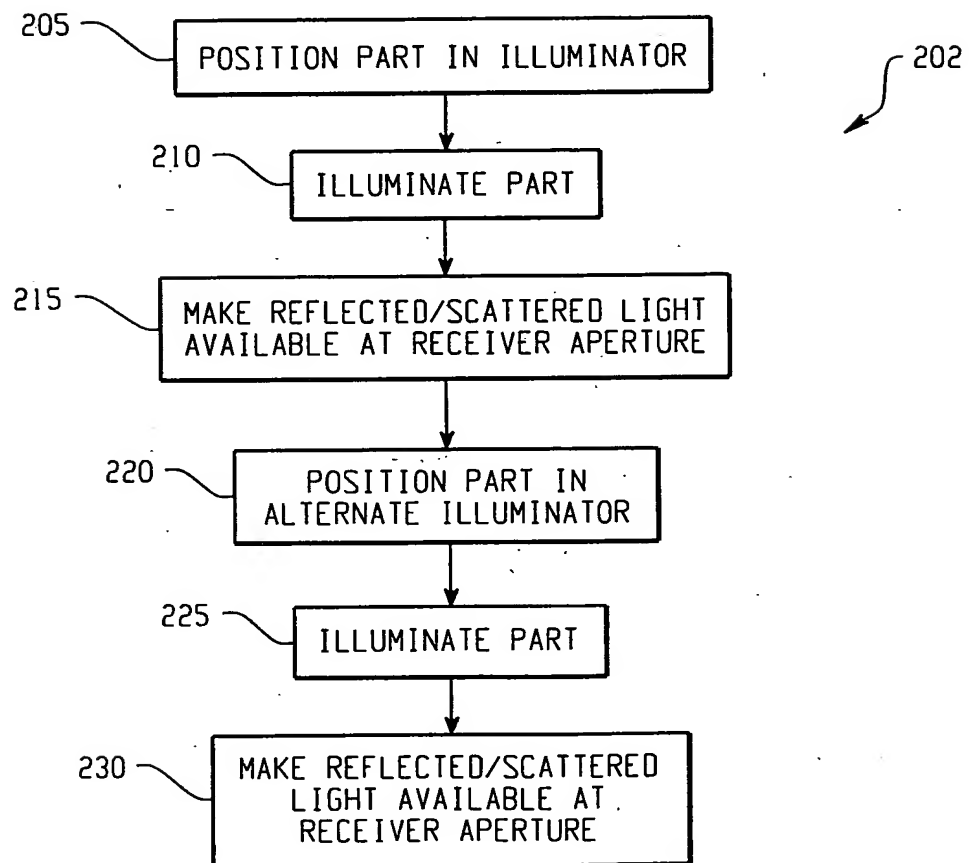 205
POSITION PART IN ILLUMINATOR
202
210
ILLUMINATE PART
215
MAKE REFLECTED/SCATTERED LIGHT
AVAILABLE AT RECEIVER APERTURE
220
POSITION PART IN
ALTERNATE ILLUMINATOR
225
ILLUMINATE PART
230
MAKE REFLECTED/SCATTERED
LIGHT AVAILABLE AT
RECEIVER APERTURE